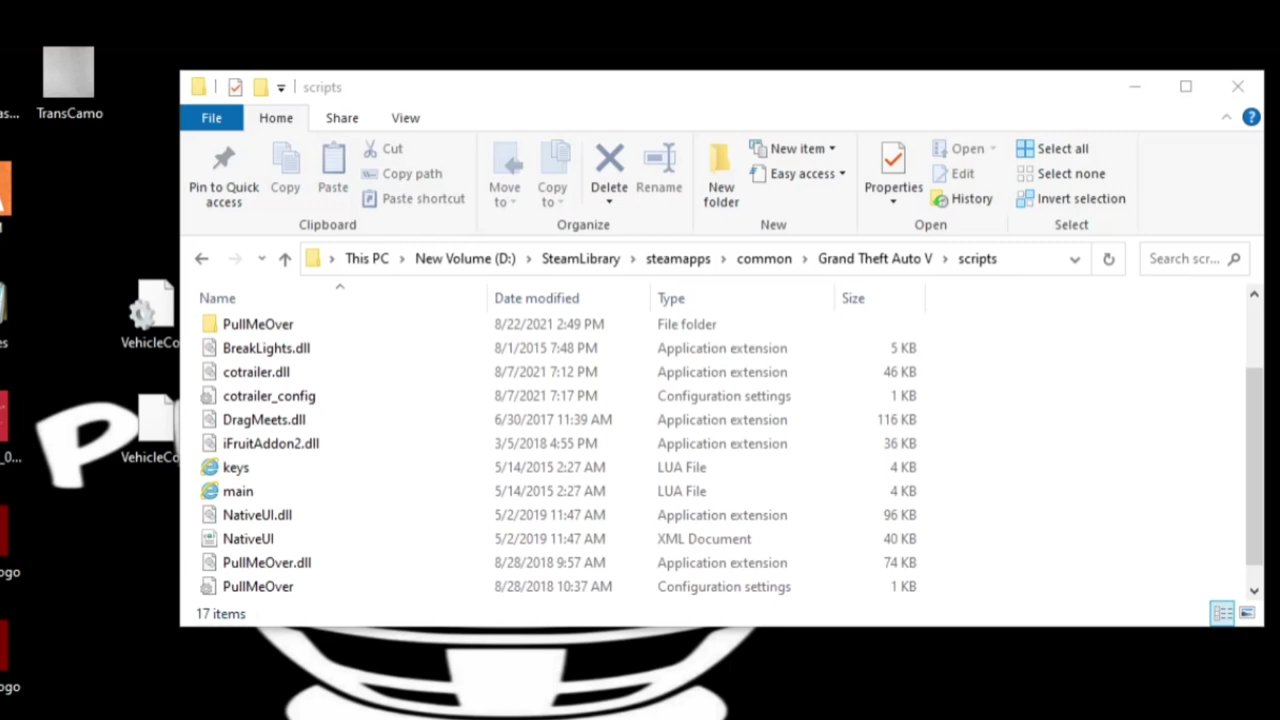 TransCamo
as...
es
_0...
ogo
ogo
VehicleCo
VehicleCo
P
scripts
File Home Share View
Pin to Quick access
Copy
Paste
Cut
Copy path
Paste shortcut
Clipboard
Move to
Copy to
Delete
Rename
Organize
New folder
New item
Easy access
New
Properties
Open
Edit
History
Open
Select all
Select none
Invert selection
Select
This PC > New Volume (D:) > SteamLibrary > steamapps > common > Grand Theft Auto V > scripts
Search scr...
Name Date modified Type Size
PullMeOver 8/22/2021 2:49 PM File folder
BreakLights.dll 8/1/2015 7:48 PM Application extension 5 KB
cotrailer.dll 8/7/2021 7:12 PM Application extension 46 KB
cotrailer_config 8/7/2021 7:17 PM Configuration settings 1 KB
DragMeets.dll 6/30/2017 11:39 AM Application extension 116 KB
iFruitAddon2.dll 3/5/2018 4:55 PM Application extension 36 KB
keys 5/14/2015 2:27 AM LUA File 4 KB
main 5/14/2015 2:27 AM LUA File 4 KB
NativeUI.dll 5/2/2019 11:47 AM Application extension 96 KB
NativeUI 5/2/2019 11:47 AM XML Document 40 KB
PullMeOver.dll 8/28/2018 9:57 AM Application extension 74 KB
PullMeOver 8/28/2018 10:37 AM Configuration settings 1 KB
17 items